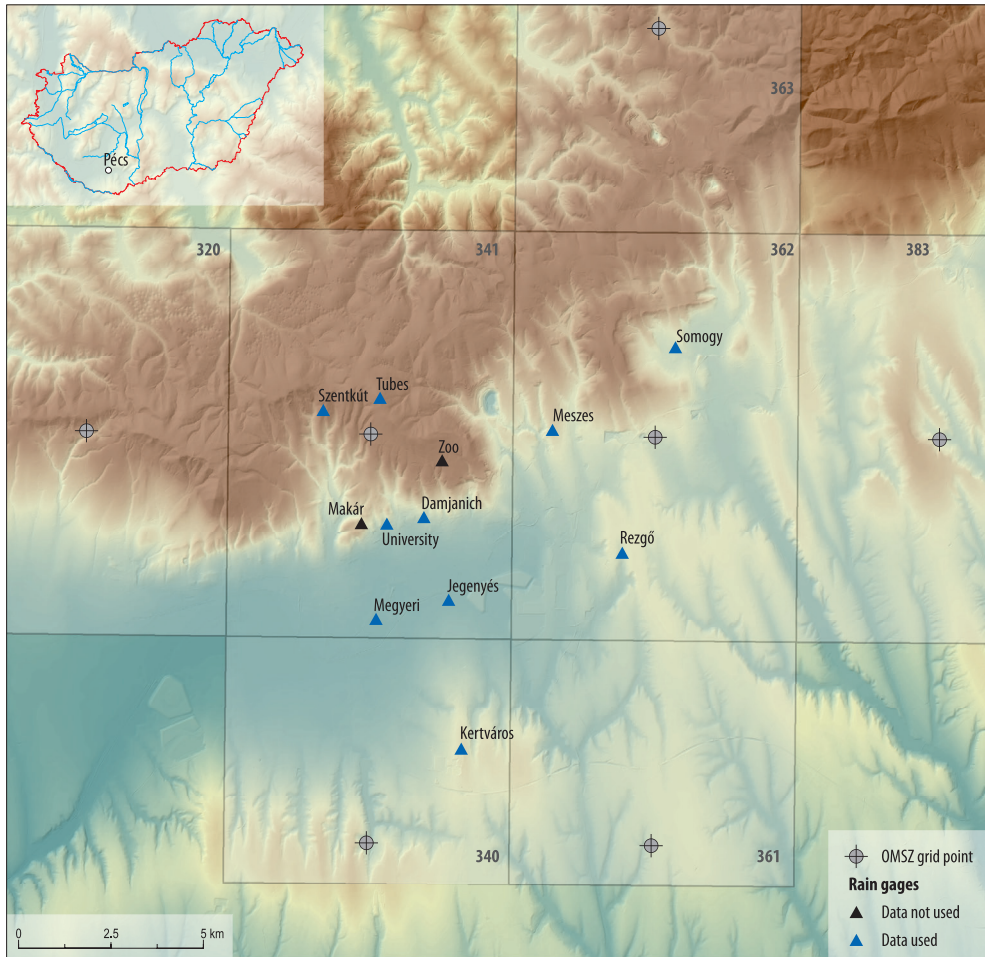 Pécs
363
320
341
362
383
Somogy
Tubes
Szentkút
Meszes
Zoo
Makár
Damjanich
University
Rezgő
Jegenyés
Megyeri
Kertváros
340
361
OMSZ grid point
Rain gages
Data not used
Data used
0 2.5 5 km